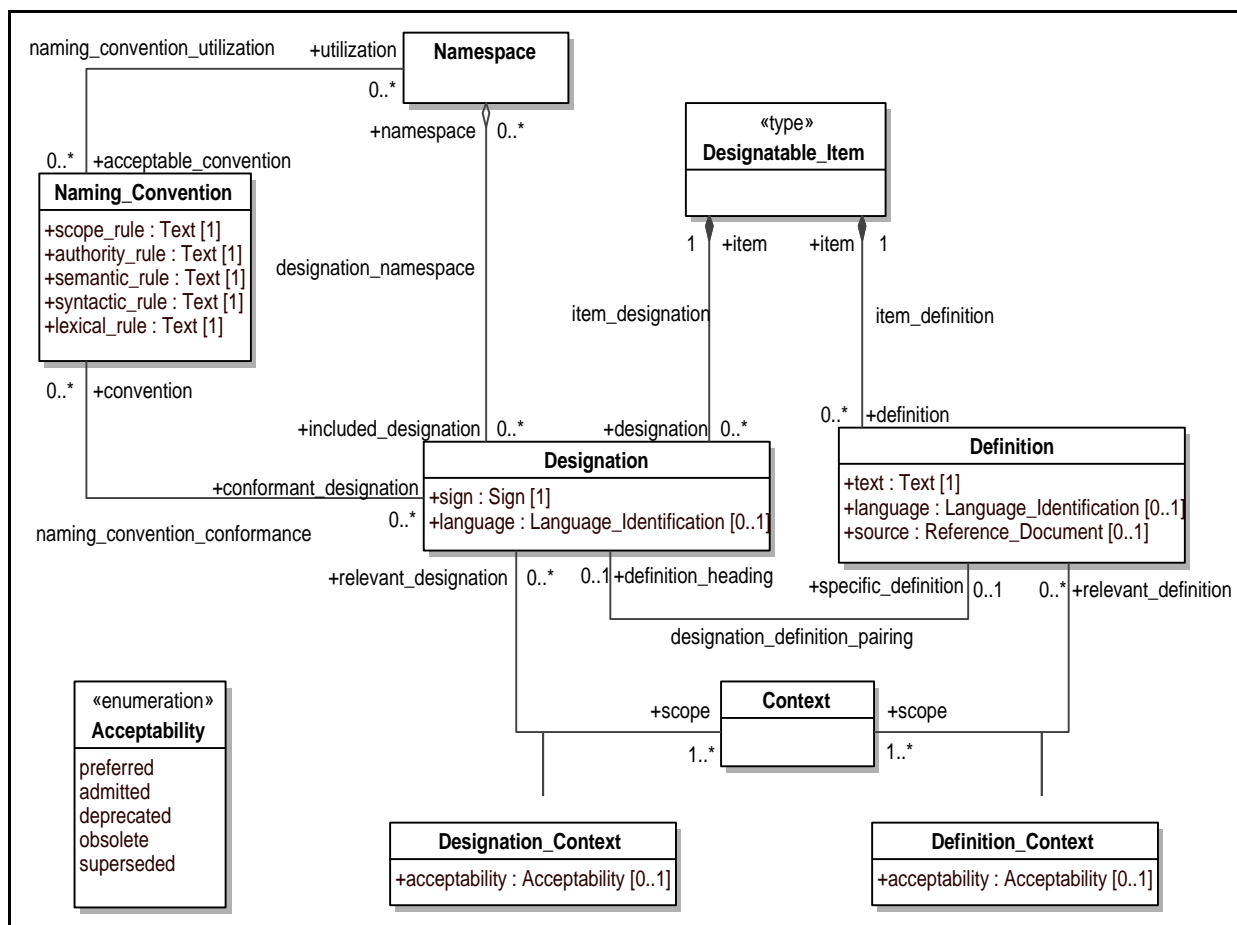 naming_convention_utilization
+utilization
0..*
Namespace
+namespace
0..*
«type»
Designatable_Item
0..*
+acceptable_convention
Naming_Convention
+scope_rule : Text [1]
+authority_rule : Text [1]
+semantic_rule : Text [1]
+syntactic_rule : Text [1]
+lexical_rule : Text [1]
designation_namespace
1
+item
+item
1
item_designation
item_definition
0..*
+convention
+included_designation
0..*
+designation
0..*
0..*
+definition
Designation
+sign : Sign [1]
+language : Language_Identification [0..1]
Definition
+text : Text [1]
+language : Language_Identification [0..1]
+source : Reference_Document [0..1]
+conformant_designation
0..*
naming_convention_conformance
+relevant_designation
0..*
0..1
+definition_heading
+specific_definition
0..1
0..*
+relevant_definition
designation_definition_pairing
«enumeration»
Acceptability
preferred
admitted
deprecated
obsolete
superseded
+scope
1..*
Context
+scope
1..*
Designation_Context
+acceptability : Acceptability [0..1]
Definition_Context
+acceptability : Acceptability [0..1]